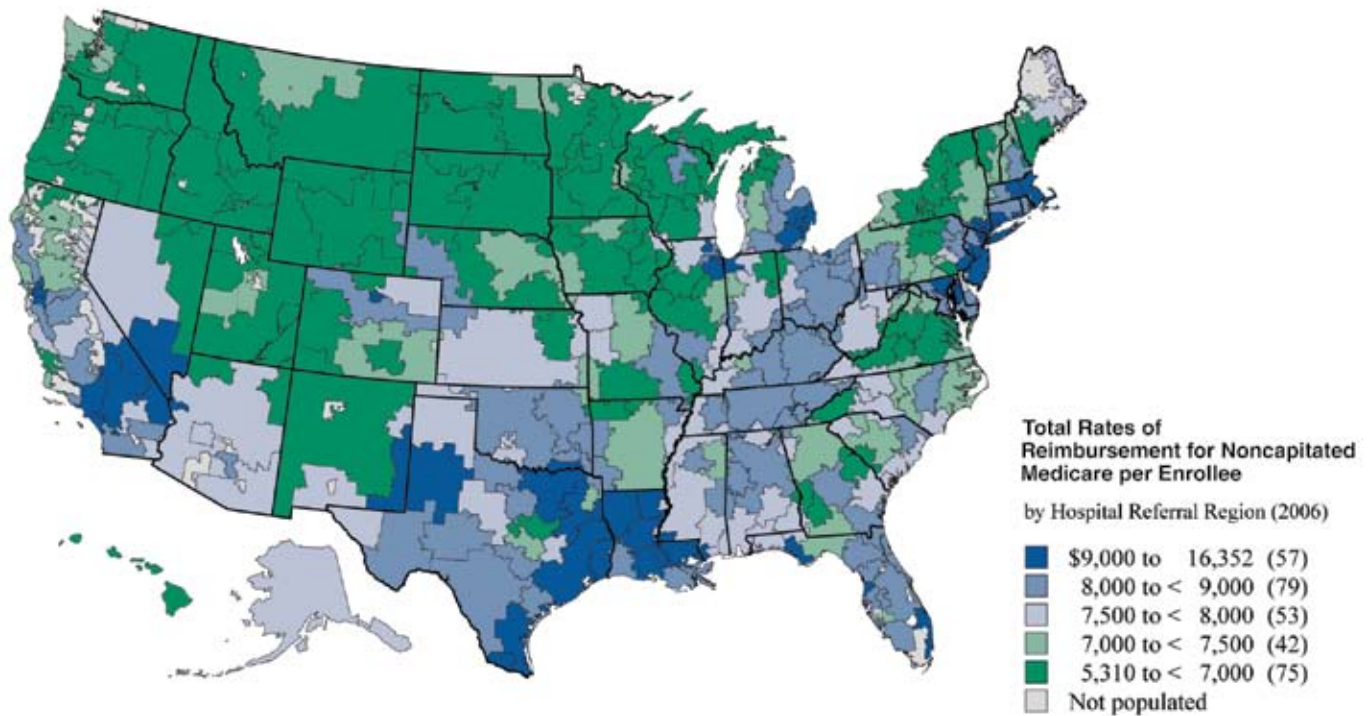 Total Rates of
Reimbursement for Noncapitated
Medicare per Enrollee
by Hospital Referral Region (2006)
$9,000 to 16,352 (57)
8,000 to < 9,000 (79)
7,500 to < 8,000 (53)
7,000 to < 7,500 (42)
5,310 to < 7,000 (75)
Not populated